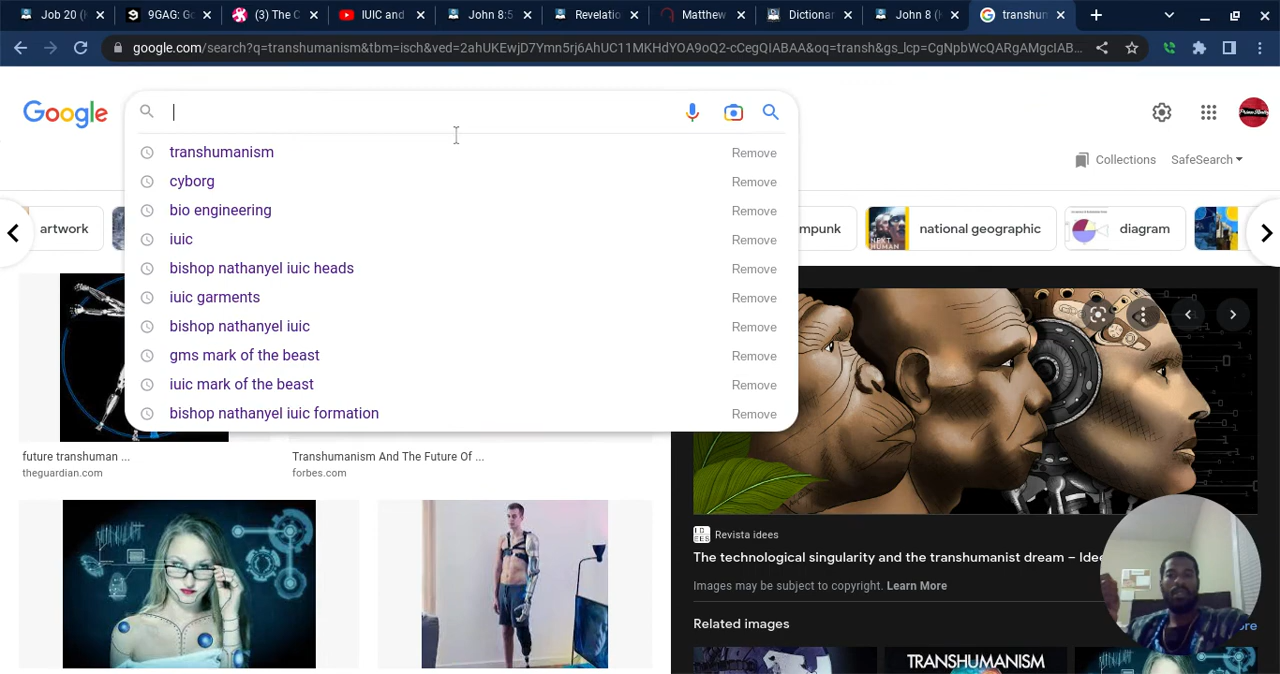 Job 20 (
9GAG: G
(3) The C
IUIC and
John 8:5
Revelatio
Matthew
Dictionar
John 8 (
transhum
google.com/search?q=transhumanism&tbm=isch&ved=2ahUKEwjD7Ymn5rj6AhUC11MKHdYOA9oQ2-cCegQIABAA&oq=transh&gs_lcp=CgNpbWcQARgAMgcIAB...
Google
Collections SafeSearch
transhumanism Remove
cyborg Remove
bio engineering Remove
iuic Remove
bishop nathanyel iuic heads Remove
iuic garments Remove
bishop nathanyel iuic Remove
gms mark of the beast Remove
iuic mark of the beast Remove
bishop nathanyel iuic formation Remove
artwork
mpunk
national geographic
diagram
future transhuman ...
theguardian.com
Transhumanism And The Future Of ...
forbes.com
Revista idees
The technological singularity and the transhumanist dream – Idee
Images may be subject to copyright. Learn More
Related images
ore
TRANSHUMANISM